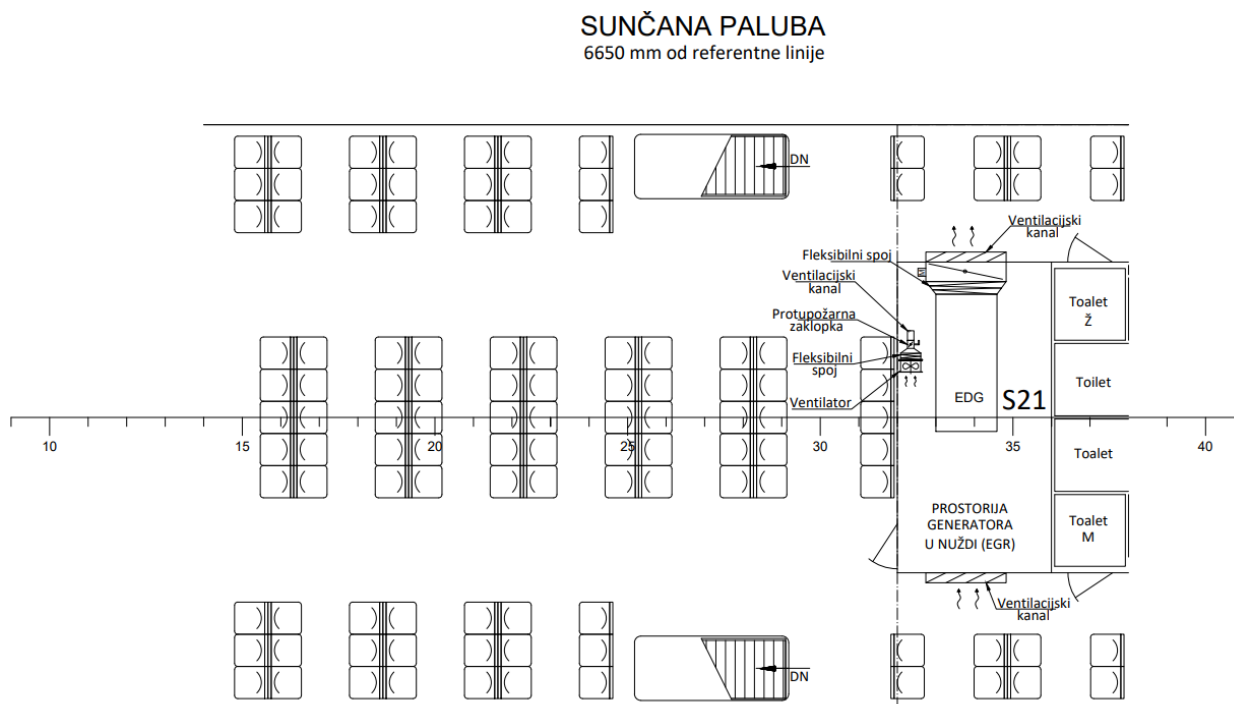 SUNČANA PALUBA
6650 mm od referentne linije
DN
Ventilacijski
kanal
Fleksibilni spoj
M
Ventilacijski
kanal
Protupožarna
zaklopka
Fleksibilni
spoj
Ventilator
EDG
S21
Toalet
Ž
Toilet
10
15
20
25
30
35
40
Toalet
Toalet
M
PROSTORIJA
GENERATORA
U NUŽDI (EGR)
Ventilacijski
kanal
DN